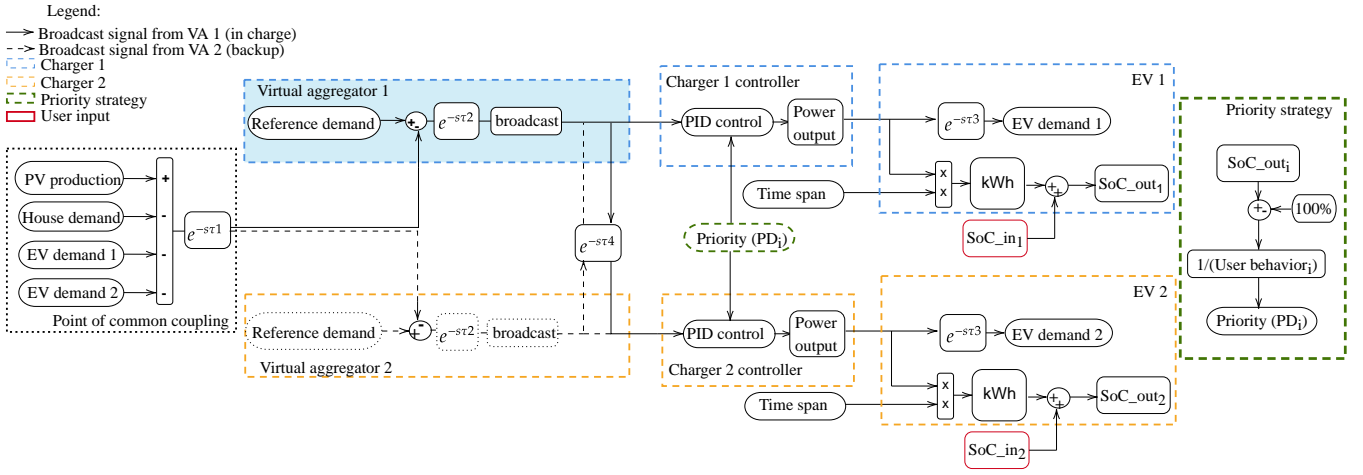 Legend:
Broadcast signal from VA 1 (in charge)
Broadcast signal from VA 2 (backup)
Charger 1
Charger 2
Priority strategy
User input
PV production
House demand
EV demand 1
EV demand 2
+
-
-
-
e^{-sτ1}
Point of common coupling
Virtual aggregator 1
Reference demand
+-
e^{-sτ2}
broadcast
e^{-sτ4}
Reference demand
+-
e^{-sτ2}
broadcast
Virtual aggregator 2
Charger 1 controller
PID control
Power
output
Time span
Priority (PD_i)
PID control
Power
output
Charger 2 controller
Time span
EV 1
e^{-sτ3}
EV demand 1
x
x
kWh
++
SoC_out_1
SoC_in_1
EV 2
e^{-sτ3}
EV demand 2
x
x
kWh
++
SoC_out_2
SoC_in_2
Priority strategy
SoC_out_i
+-
100%
1/(User behavior_i)
Priority (PD_i)